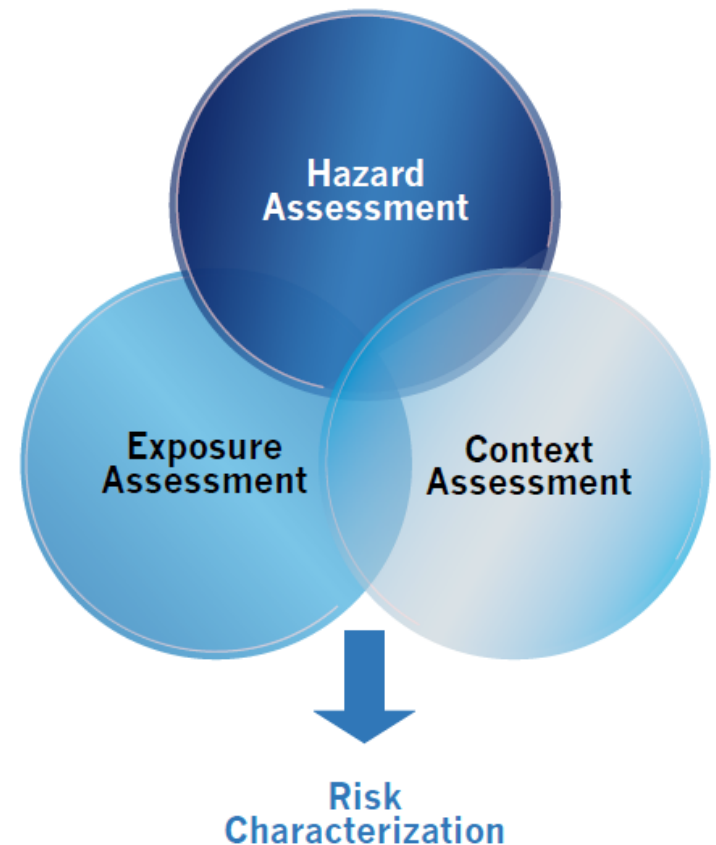 Hazard
Assessment
Exposure
Assessment
Context
Assessment
Risk
Characterization